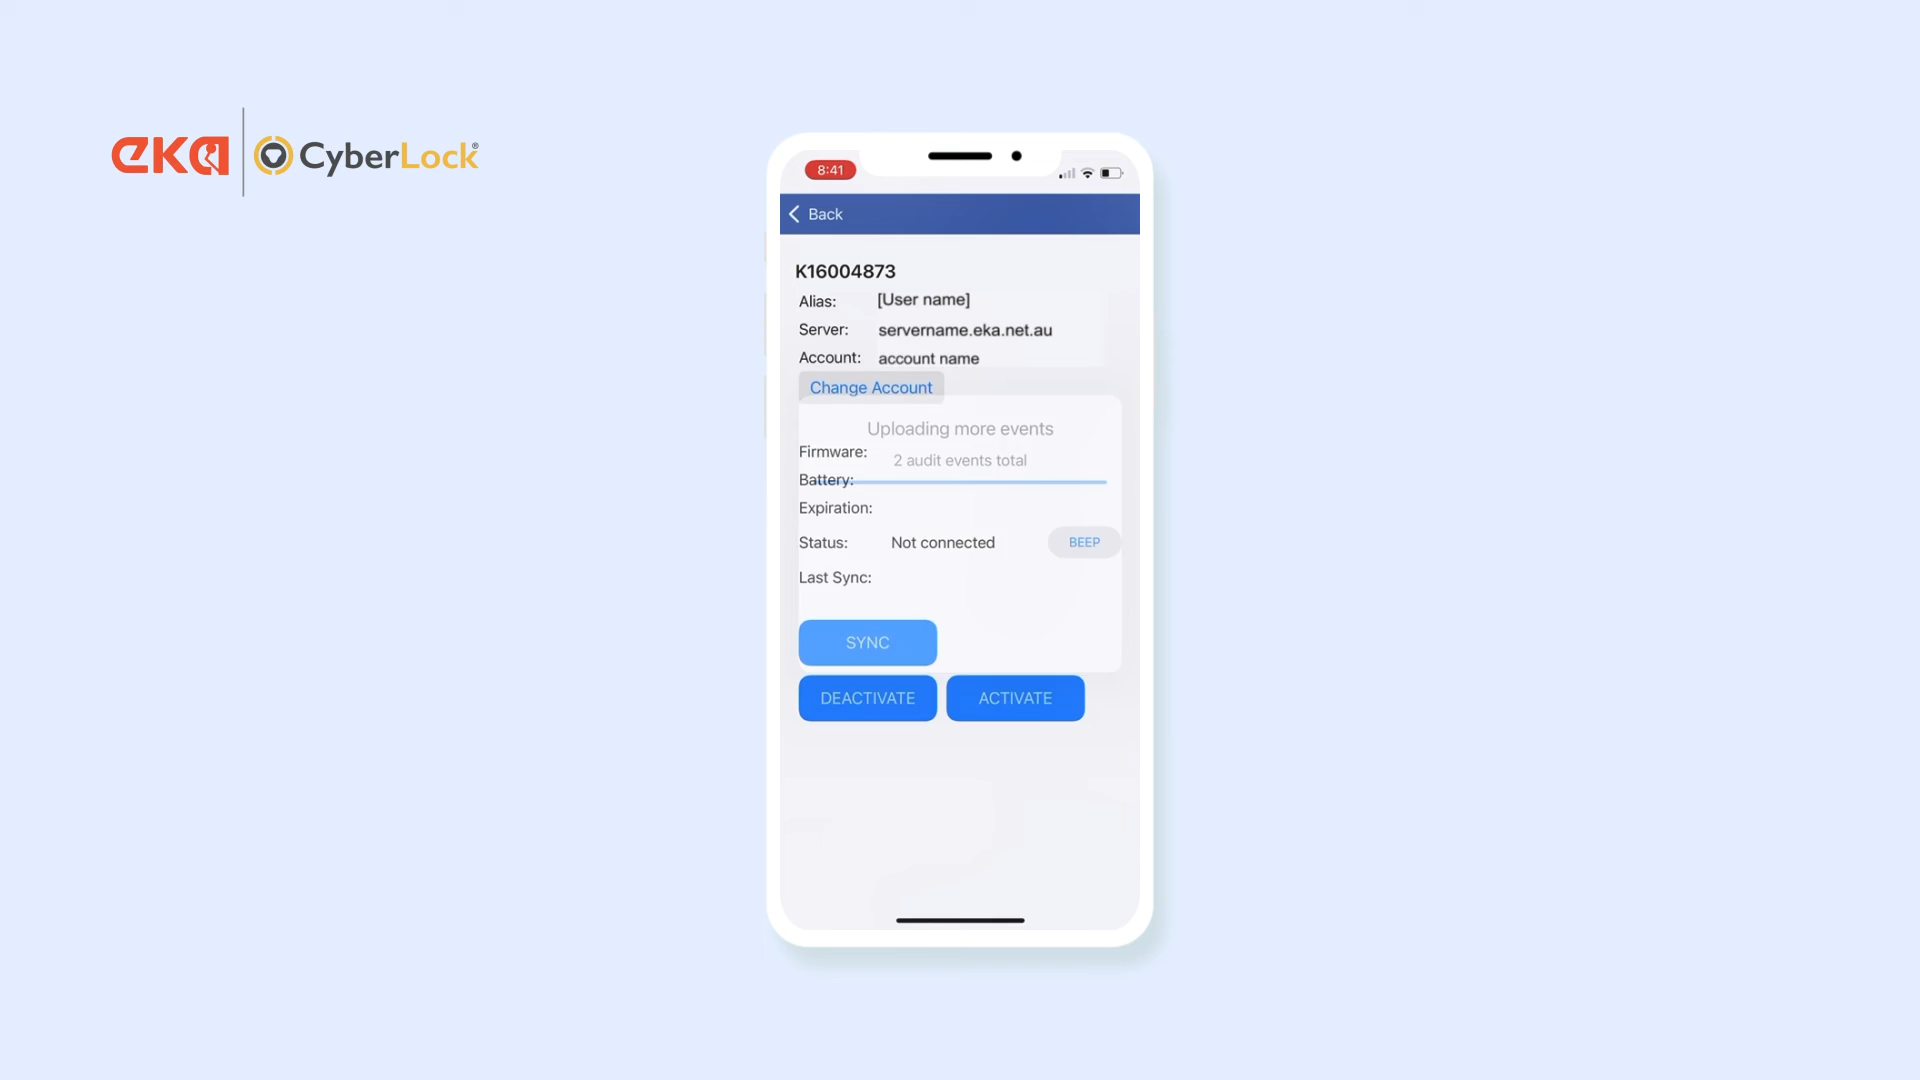 eka CyberLock®
8:41
Back
K16004873
Alias: [User name]
Server: servername.eka.net.au
Account: account name
Change Account
Uploading more events
Firmware:
2 audit events total
Battery:
Expiration:
Status: Not connected BEEP
Last Sync:
SYNC
DEACTIVATE ACTIVATE